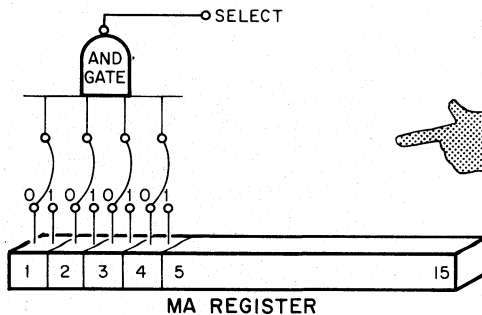 SELECT
AND
GATE
0 1 0 1 0 1 0 1
1 2 3 4 5 15
MA REGISTER